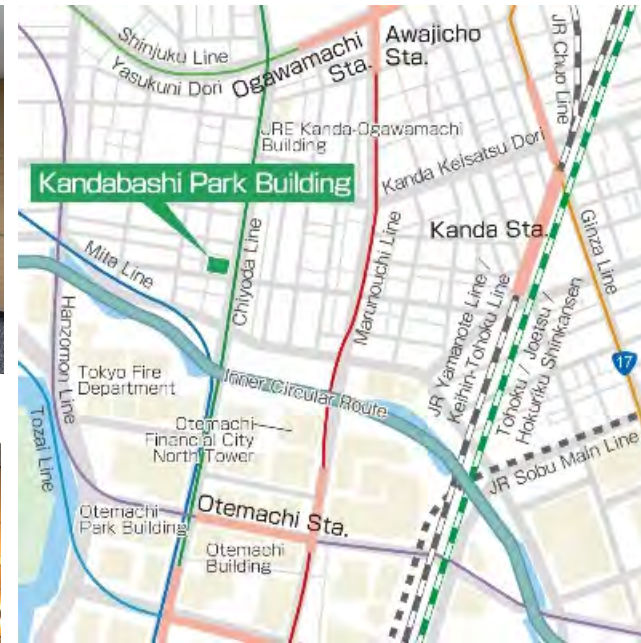 Shinjuku Line
Yasukuni Dori
Ogawamachi
Sta.
Awajicho
Sta.
JR Chuo Line
JRE Kanda-Ogawamachi
Building
Kanda Keisatsu Dori
Kandabashi Park Building
Kanda Sta.
Ginza Line
Mita Line
Chiyoda Line
Marunouchi Line
Hanzomon Line
JR Yamanote Line /
Keihin-Tohoku Line
Tohoku / Joetsu /
Hokuriku Shinkansen
17
Tokyo Fire
Department
Inner Circular Route
Tozai Line
Otemachi
Financial City
North Tower
JR Sobu Main Line
Otemachi
Park Building
Otemachi Sta.
Otemachi
Building